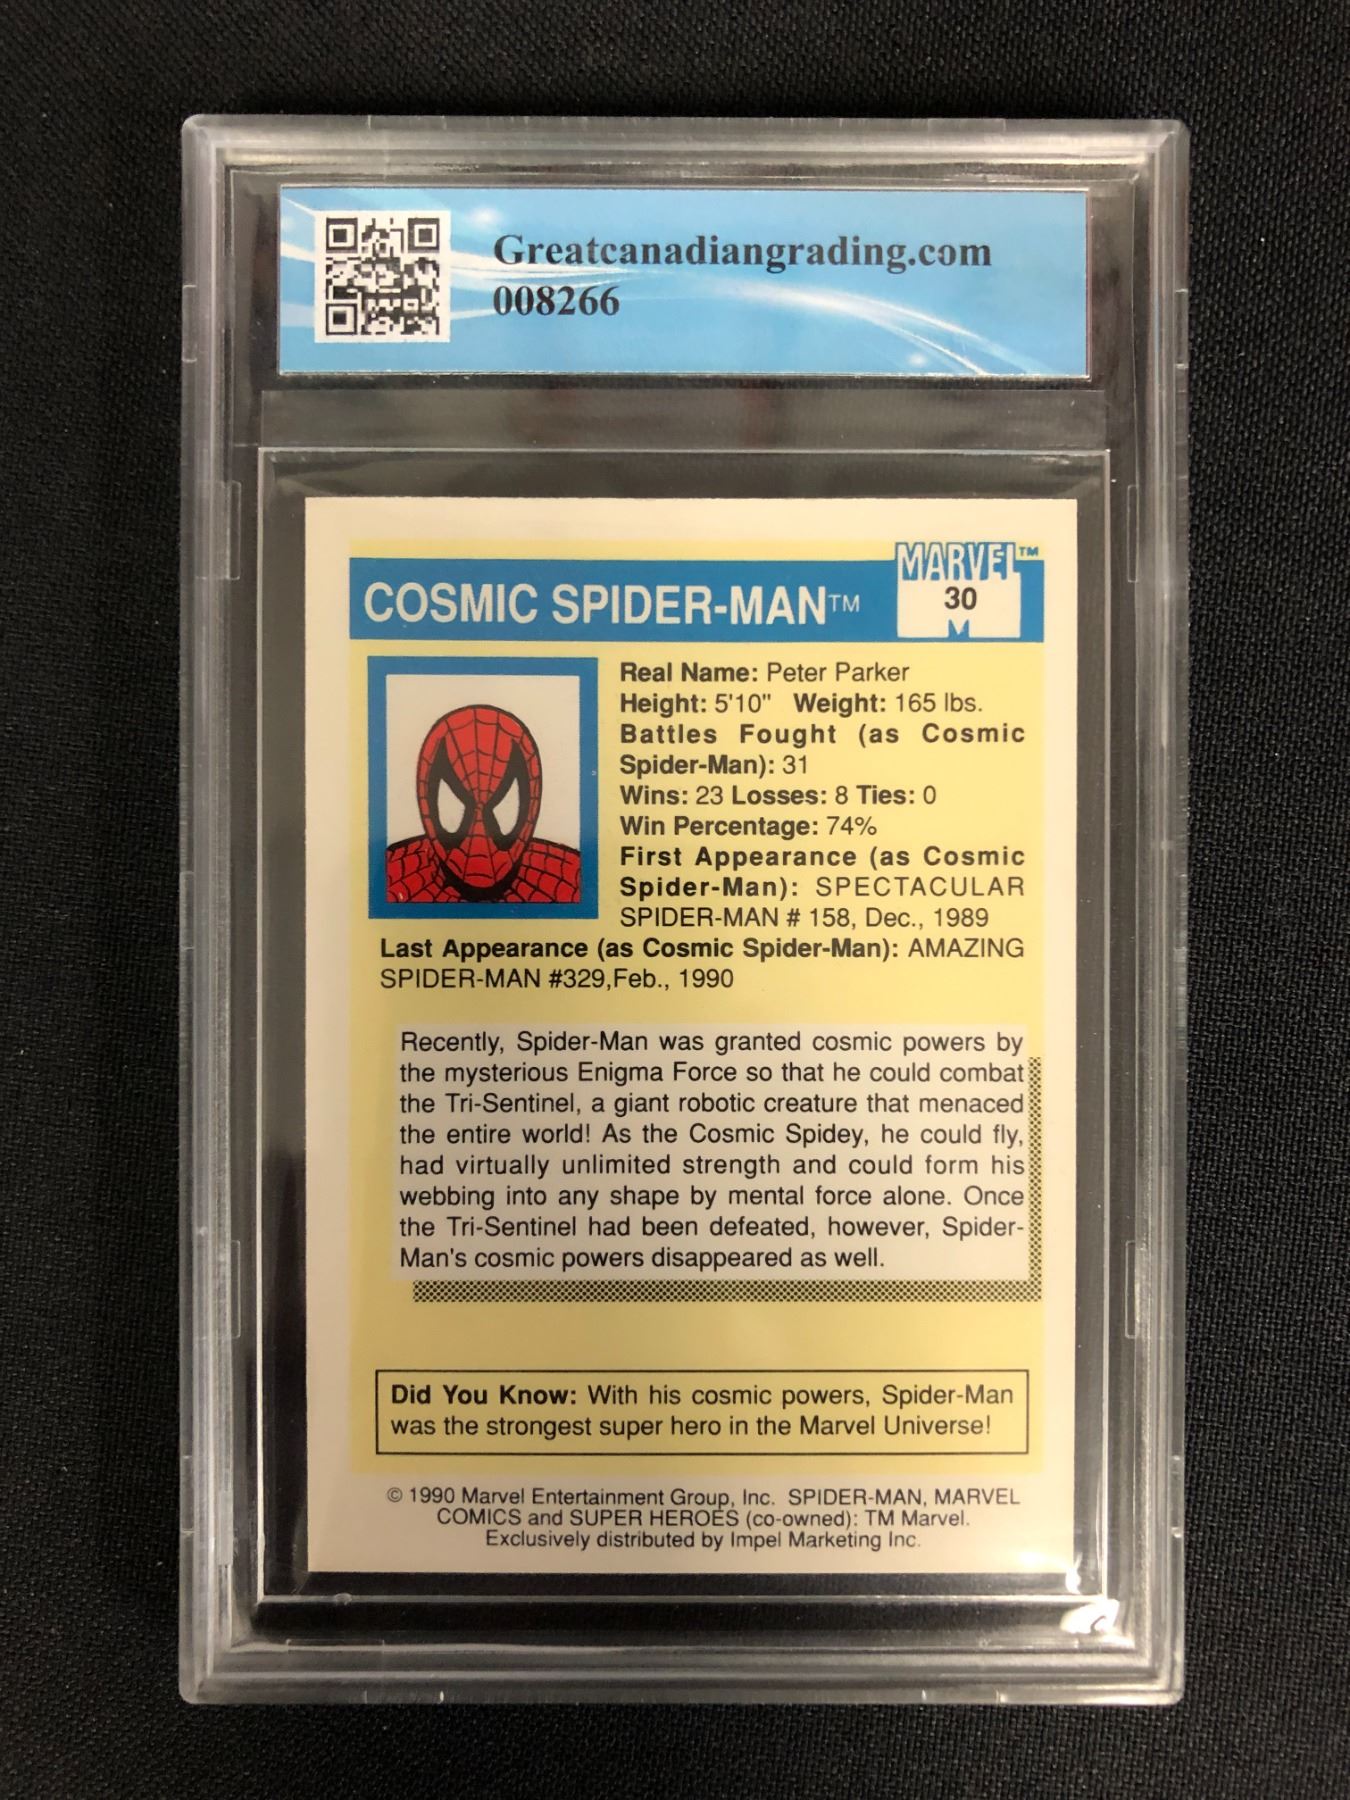 Greatcanadiangrading.com
008266
MARVEL™
COSMIC SPIDER-MAN™
30
Real Name: Peter Parker
Height: 5'10" Weight: 165 lbs.
Battles Fought (as Cosmic
Spider-Man): 31
Wins: 23 Losses: 8 Ties: 0
Win Percentage: 74%
First Appearance (as Cosmic
Spider-Man): SPECTACULAR
SPIDER-MAN # 158, Dec., 1989
Last Appearance (as Cosmic Spider-Man): AMAZING
SPIDER-MAN #329,Feb., 1990
Recently, Spider-Man was granted cosmic powers by
the mysterious Enigma Force so that he could combat
the Tri-Sentinel, a giant robotic creature that menaced
the entire world! As the Cosmic Spidey, he could fly,
had virtually unlimited strength and could form his
webbing into any shape by mental force alone. Once
the Tri-Sentinel had been defeated, however, Spider-
Man's cosmic powers disappeared as well.
Did You Know: With his cosmic powers, Spider-Man
was the strongest super hero in the Marvel Universe!
© 1990 Marvel Entertainment Group, Inc. SPIDER-MAN, MARVEL
COMICS and SUPER HEROES (co-owned): TM Marvel.
Exclusively distributed by Impel Marketing Inc.